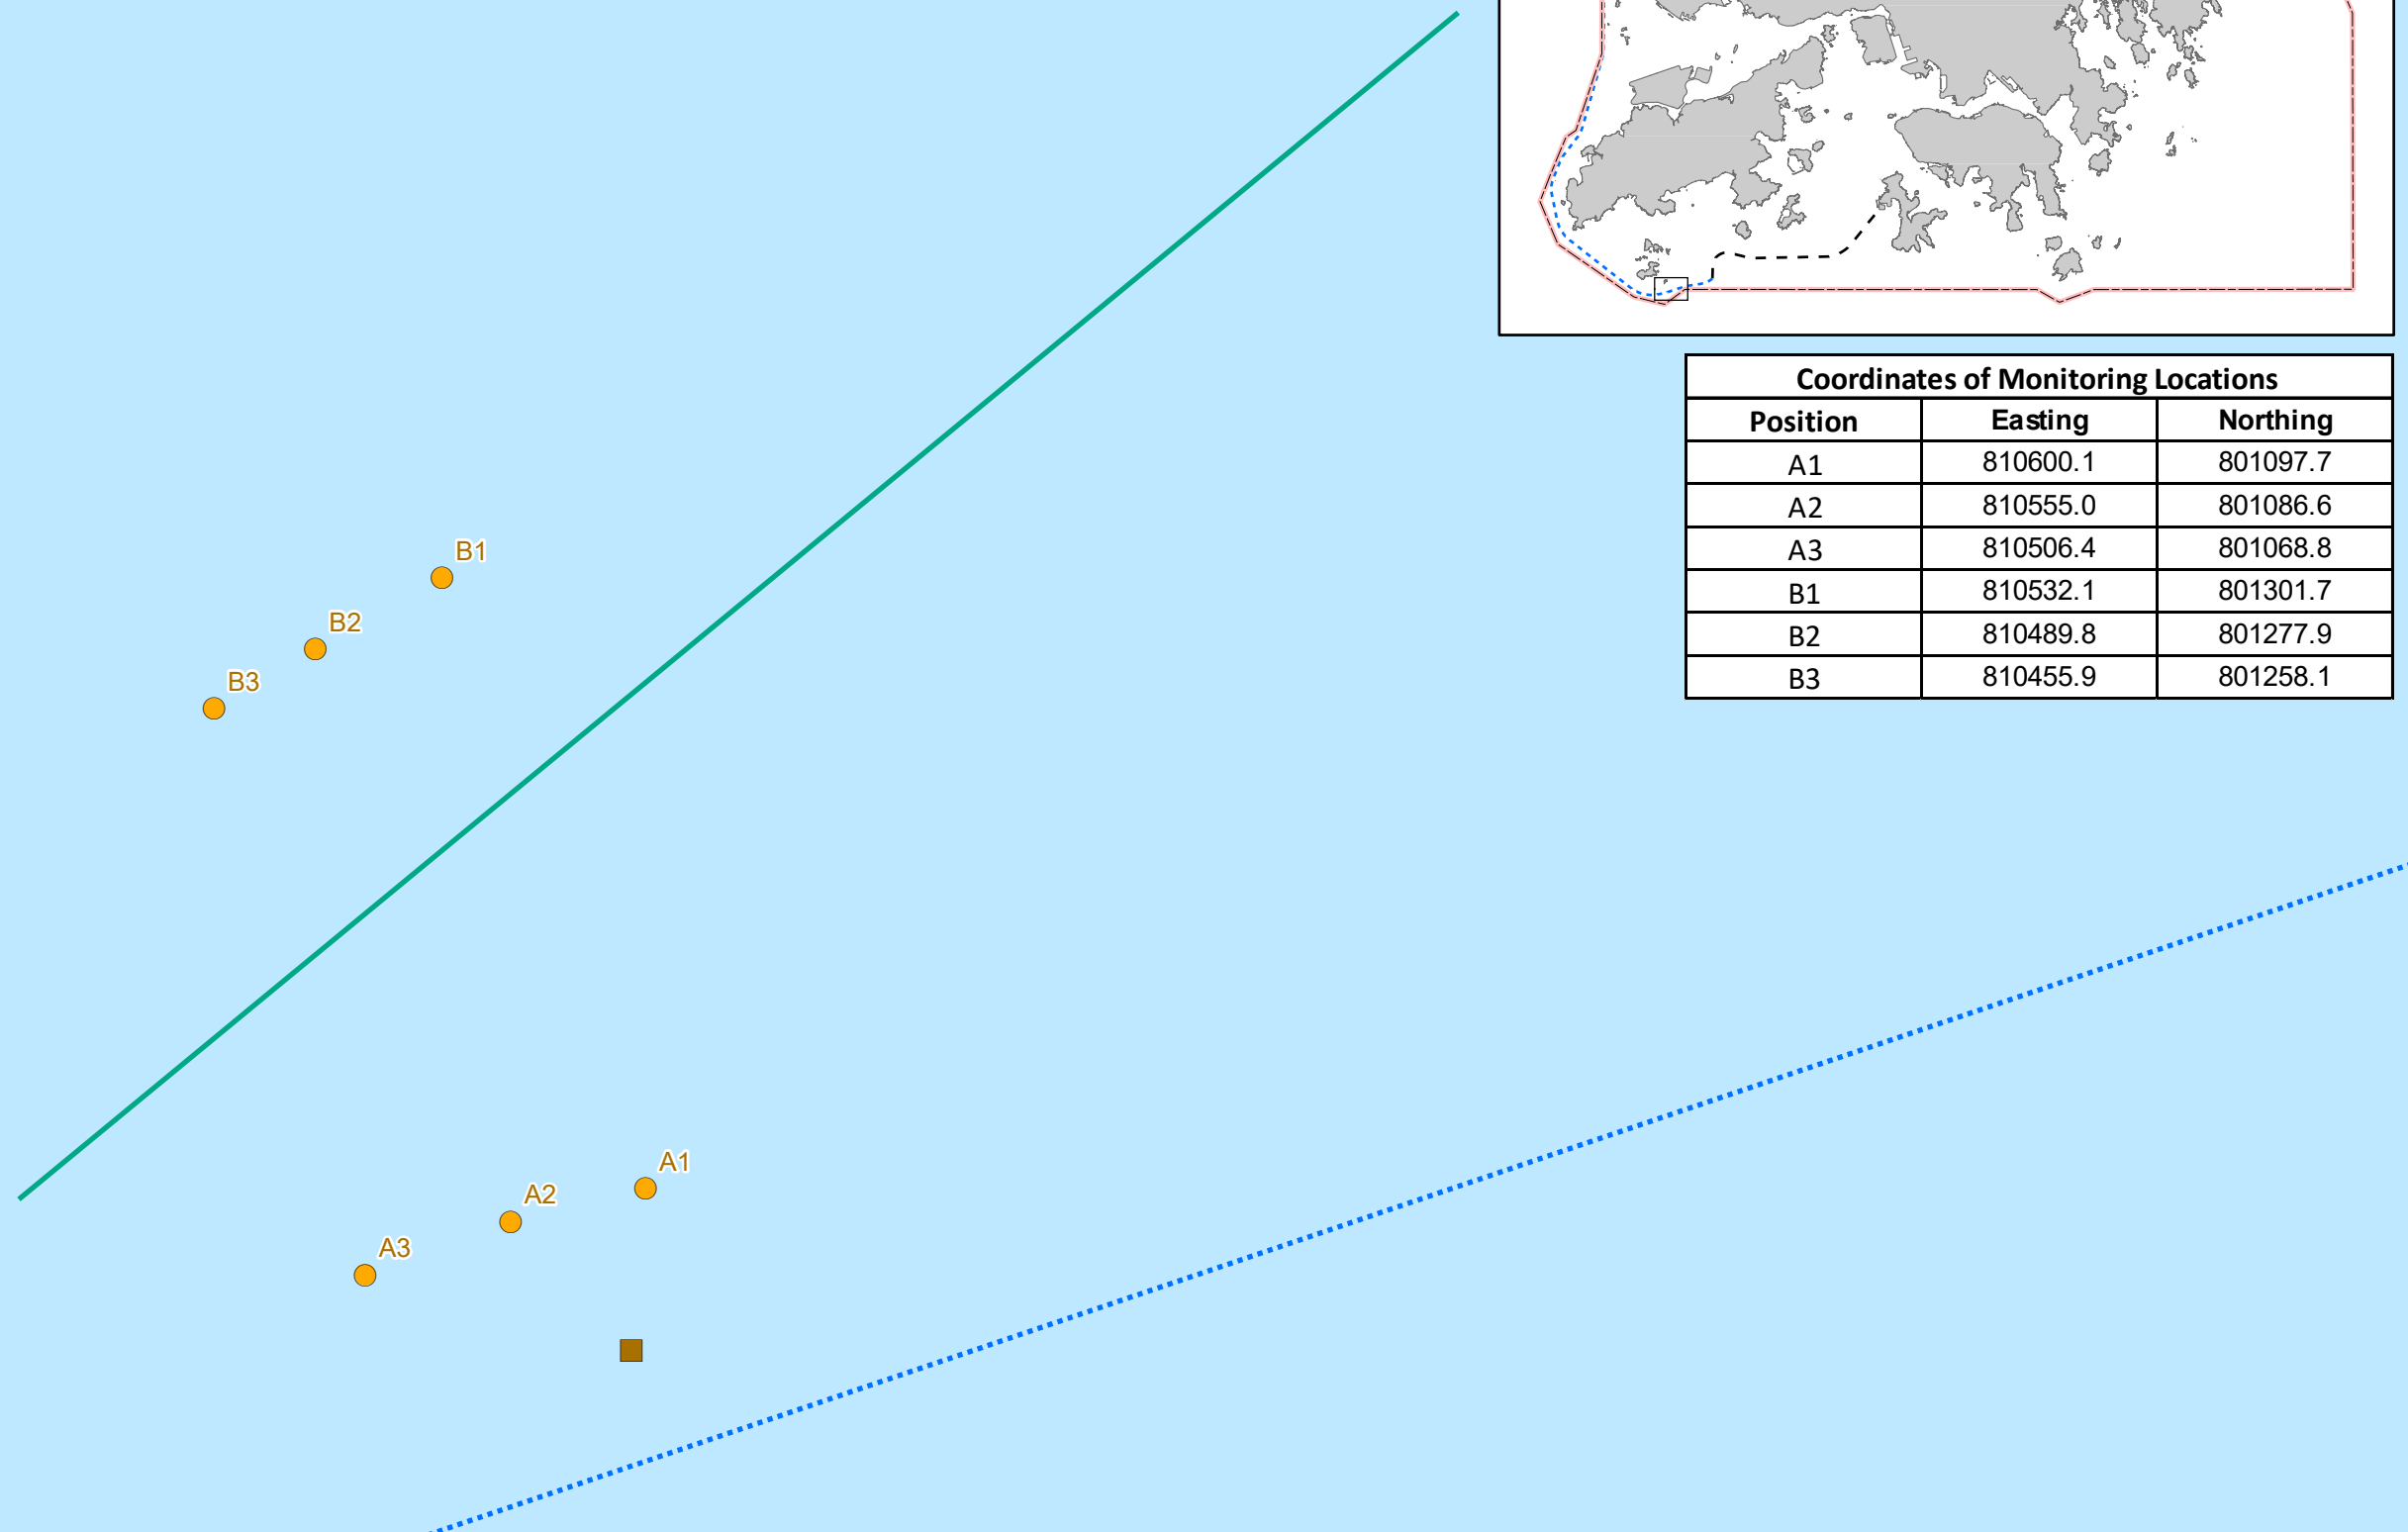 Coordinates of Monitoring Locations
Position Easting Northing
A1 810600.1 801097.7
A2 810555.0 801086.6
A3 810506.4 801068.8
B1 810532.1 801301.7
B2 810489.8 801277.9
B3 810455.9 801258.1
B1
B2
B3
A1
A2
A3